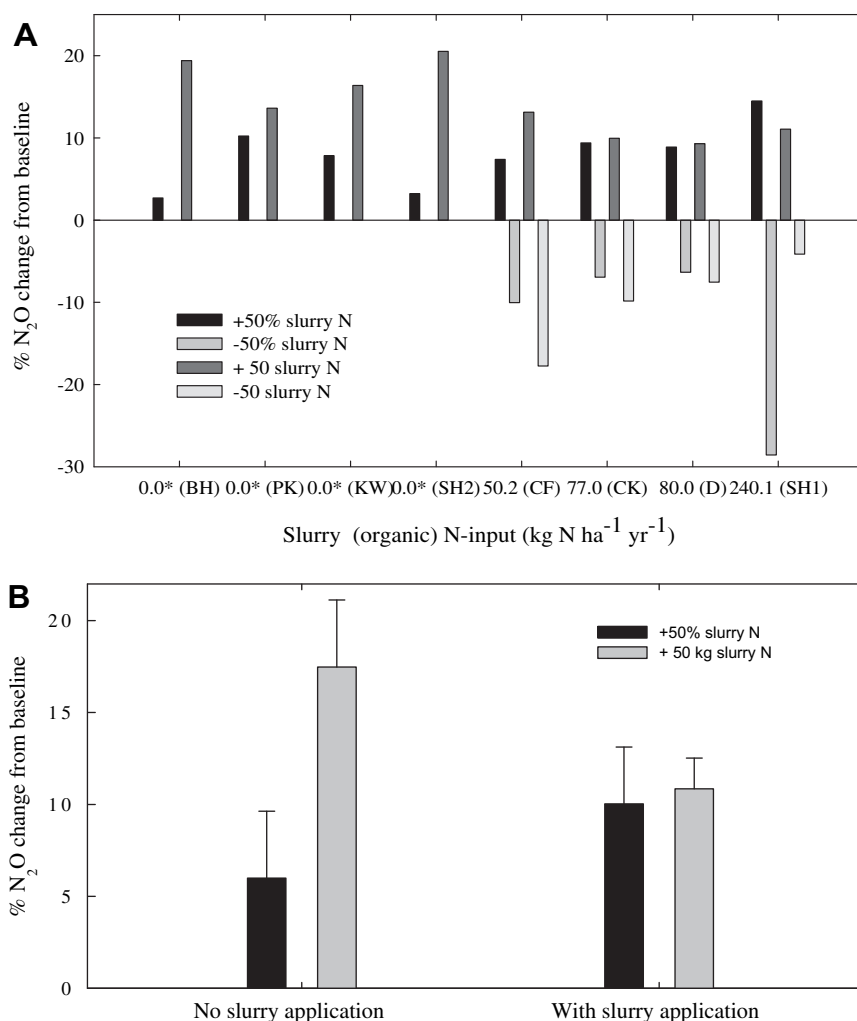 A
% N2O change from baseline
20
10
0
-10
-20
-30
+50% slurry N
-50% slurry N
+ 50 slurry N
-50 slurry N
0.0* (BH) 0.0* (PK) 0.0* (KW) 0.0* (SH2) 50.2 (CF) 77.0 (CK) 80.0 (D) 240.1 (SH1)
Slurry (organic) N-input (kg N ha-1 yr-1)
B
% N2O change from baseline
20
15
10
5
0
+50% slurry N
+ 50 kg slurry N
No slurry application With slurry application